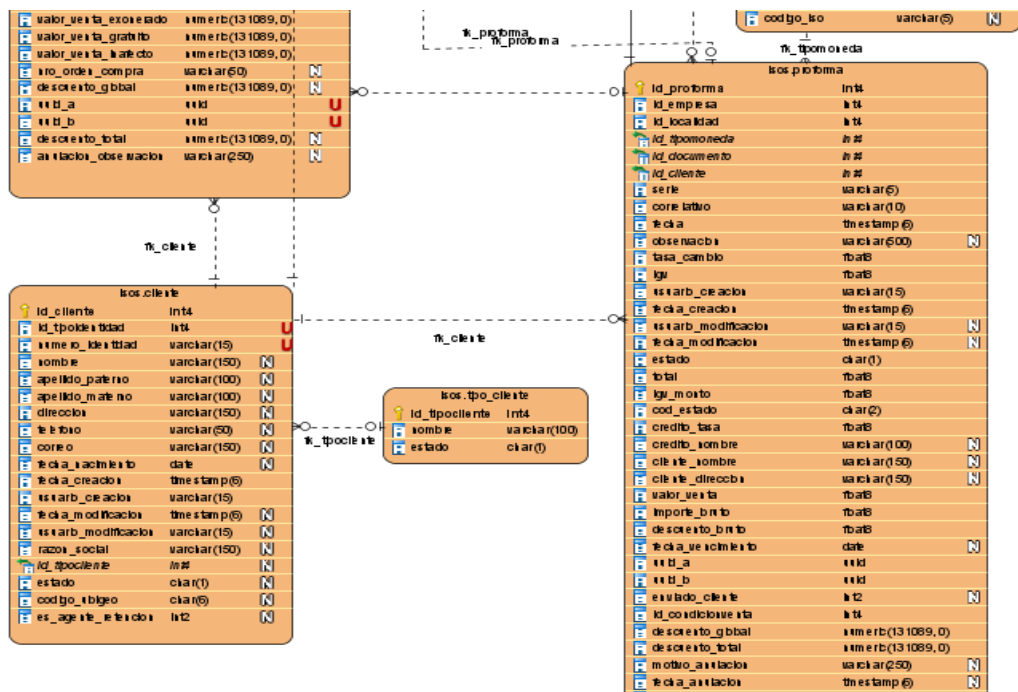 valor_venta_exonerado numeric(131089,0)
valor_venta_gratuito numeric(131089,0)
valor_venta_inafecto numeric(131089,0)
nro_orden_compra varchar(50) N
descuento_global numeric(131089,0) N
uuid_a uuid U
uuid_b uuid U
descuento_total numeric(131089,0) N
anulacion_observacion varchar(250) N
fk_proforma
fk_proforma
codigo_iso varchar(5) N
fk_tipomoneda
fk_cliente
isos.cliente
id_cliente int4
id_tipoidentidad int4 U
numero_identidad varchar(15) U
nombre varchar(150) N
apellido_paterno varchar(100) N
apellido_materno varchar(100) N
direccion varchar(150) N
telefono varchar(50) N
correo varchar(150) N
fecha_nacimiento date N
fecha_creacion timestamp(6)
usuario_creacion varchar(15)
fecha_modificacion timestamp(6) N
usuario_modificacion varchar(15) N
razon_social varchar(150) N
id_tipocliente int4 N
estado char(1) N
codigo_ubigeo char(6) N
es_agente_retencion int2 N
fk_cliente
fk_tipocliente
isos.tipo_cliente
id_tipocliente int4
nombre varchar(100)
estado char(1)
isos.proforma
id_proforma int4
id_empresa int4
id_localidad int4
id_tipomoneda int4
id_documento int4
id_cliente int4
serie varchar(5)
correlativo varchar(10)
fecha timestamp(6)
observacion varchar(500) N
tasa_cambio float8
igv float8
usuario_creacion varchar(15)
fecha_creacion timestamp(6)
usuario_modificacion varchar(15) N
fecha_modificacion timestamp(6) N
estado char(1)
total float8
igv_monto float8
cod_estado char(2)
credito_tasa float8
credito_nombre varchar(100) N
cliente_nombre varchar(150) N
cliente_direccion varchar(150) N
valor_venta float8
importe_bruto float8
descuento_bruto float8
fecha_vencimiento date N
uuid_a uuid
uuid_b uuid
enviado_cliente int2 N
id_condicionventa int4
descuento_global numeric(131089,0)
descuento_total numeric(131089,0)
motivo_anulacion varchar(250) N
fecha_anulacion timestamp(6) N